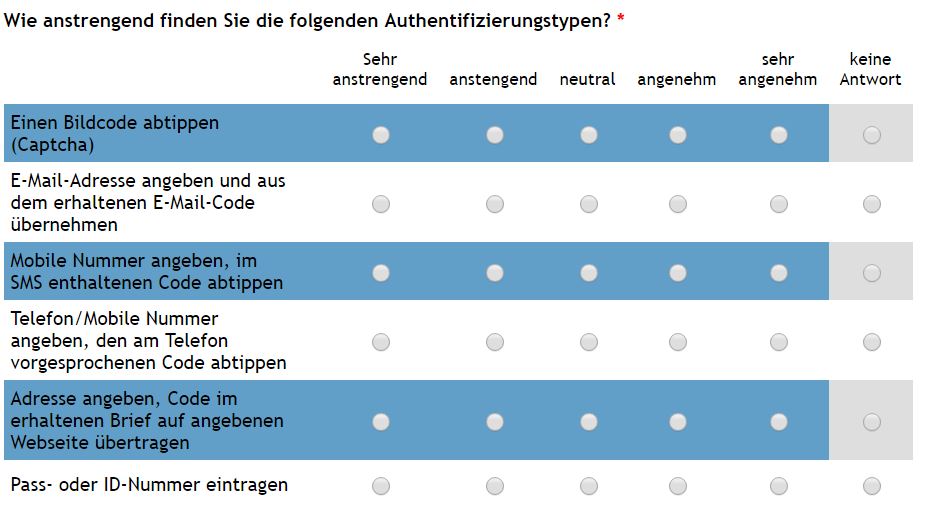 Wie anstrengend finden Sie die folgenden Authentifizierungstypen? *
Sehr anstrengend
anstengend
neutral
angenehm
sehr angenehm
keine Antwort
Einen Bildcode abtippen
(Captcha)
E-Mail-Adresse angeben und aus
dem erhaltenen E-Mail-Code
übernehmen
Mobile Nummer angeben, im
SMS enthaltenen Code abtippen
Telefon/Mobile Nummer
angeben, den am Telefon
vorgesprochenen Code abtippen
Adresse angeben, Code im
erhaltenen Brief auf angebenen
Webseite übertragen
Pass- oder ID-Nummer eintragen